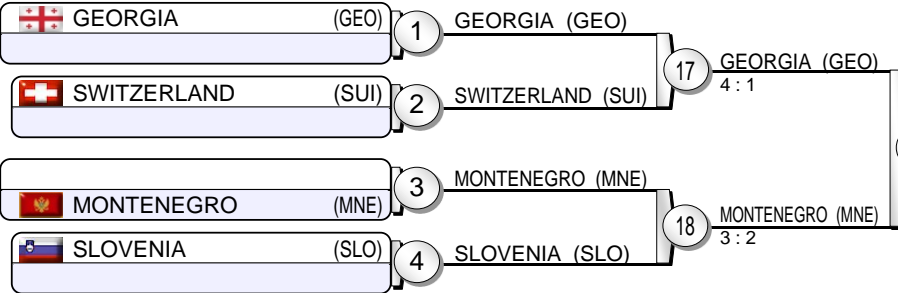 GEORGIA (GEO)
1
GEORGIA (GEO)
SWITZERLAND (SUI)
2
SWITZERLAND (SUI)
17
GEORGIA (GEO)
4 : 1
MONTENEGRO (MNE)
3
MONTENEGRO (MNE)
SLOVENIA (SLO)
4
SLOVENIA (SLO)
18
MONTENEGRO (MNE)
3 : 2